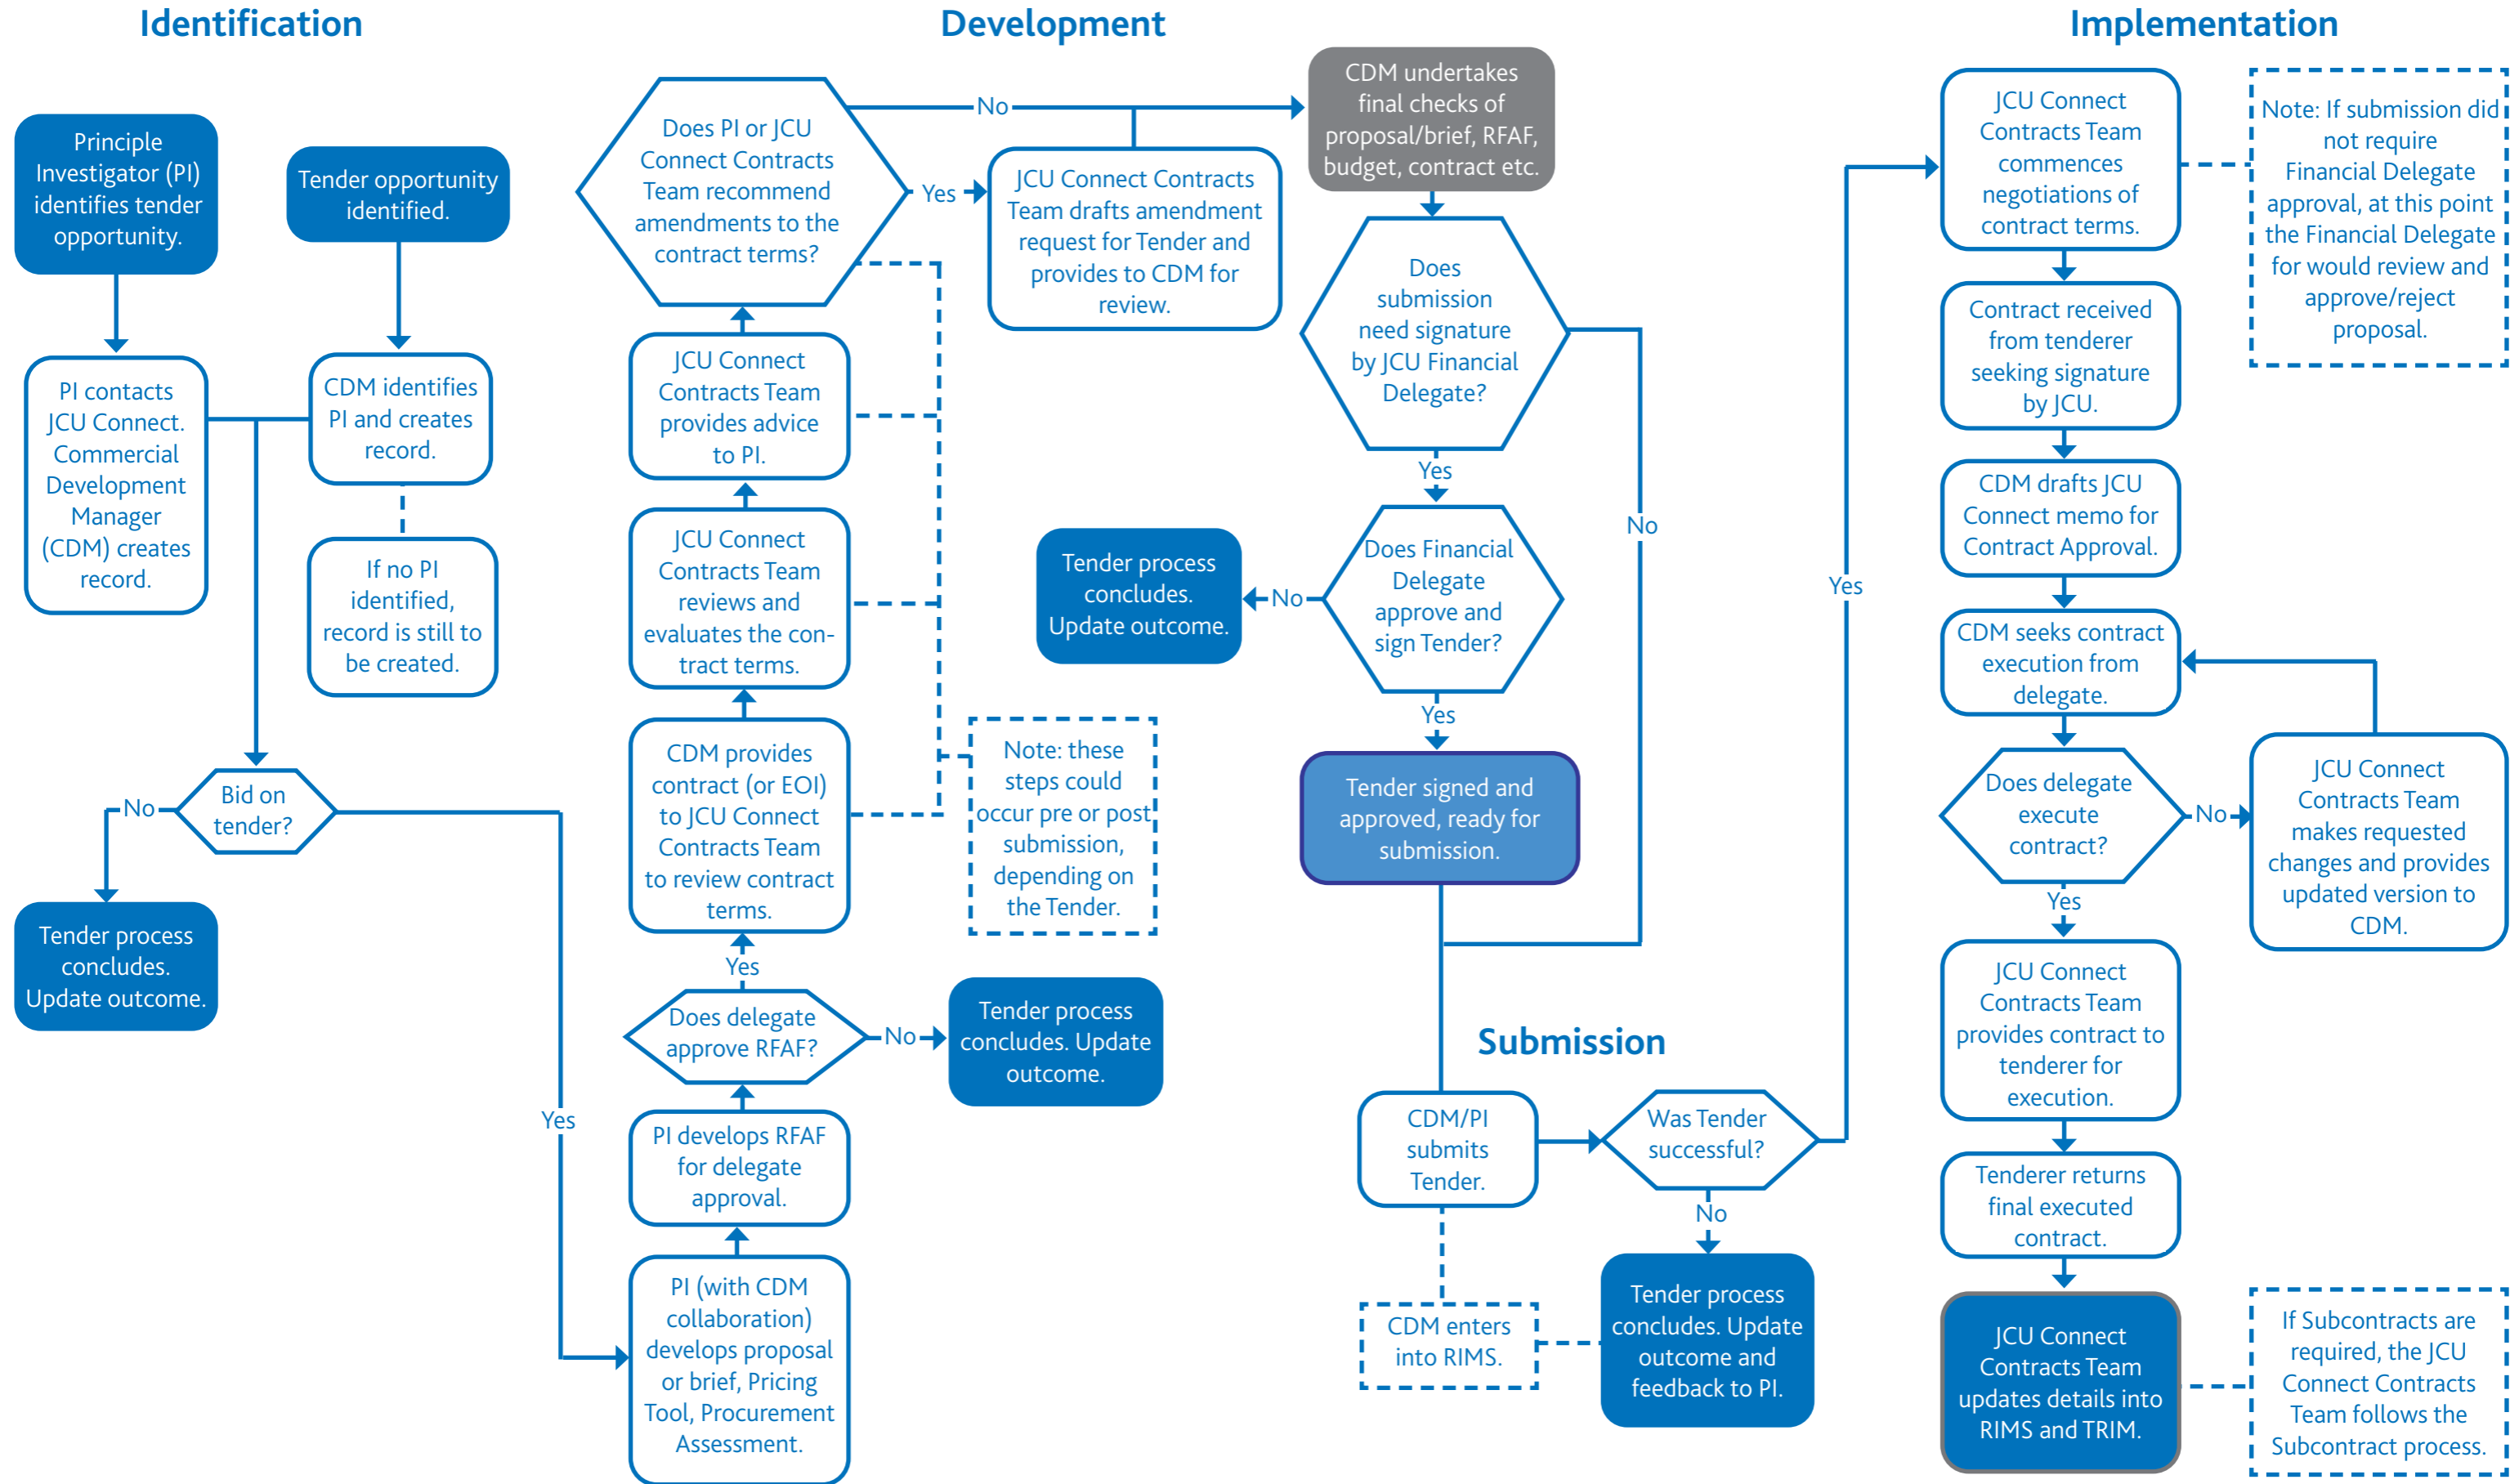 Identification
Principle
Investigator (PI)
identifies tender
opportunity.
Tender opportunity
identified.
PI contacts
JCU Connect.
Commercial
Development
Manager
(CDM) creates
record.
CDM identifies
PI and creates
record.
If no PI
identified,
record is still to
be created.
Bid on
tender?
No
Tender process
concludes.
Update outcome.
Yes
Development
PI (with CDM
collaboration)
develops proposal
or brief, Pricing
Tool, Procurement
Assessment.
PI develops RFAF
for delegate
approval.
Does delegate
approve RFAF?
No
Tender process
concludes. Update
outcome.
Yes
CDM provides
contract (or EOI)
to JCU Connect
Contracts Team
to review contract
terms.
JCU Connect
Contracts Team
reviews and
evaluates the con-
tract terms.
JCU Connect
Contracts Team
provides advice
to PI.
Note: these
steps could
occur pre or post
submission,
depending on
the Tender.
Does PI or JCU
Connect Contracts
Team recommend
amendments to the
contract terms?
No
Yes
JCU Connect Contracts
Team drafts amendment
request for Tender and
provides to CDM for
review.
CDM undertakes
final checks of
proposal/brief, RFAF,
budget, contract etc.
Does
submission
need signature
by JCU Financial
Delegate?
Yes
No
Does Financial
Delegate
approve and
sign Tender?
No
Tender process
concludes.
Update outcome.
Yes
Tender signed and
approved, ready for
submission.
Submission
CDM/PI
submits
Tender.
CDM enters
into RIMS.
Was Tender
successful?
No
Tender process
concludes. Update
outcome and
feedback to PI.
Yes
Implementation
JCU Connect
Contracts Team
commences
negotiations of
contract terms.
Note: If submission did
not require
Financial Delegate
approval, at this point
the Financial Delegate
for would review and
approve/reject
proposal.
Contract received
from tenderer
seeking signature
by JCU.
CDM drafts JCU
Connect memo for
Contract Approval.
CDM seeks contract
execution from
delegate.
Does delegate
execute
contract?
No
JCU Connect
Contracts Team
makes requested
changes and provides
updated version to
CDM.
Yes
JCU Connect
Contracts Team
provides contract to
tenderer for
execution.
Tenderer returns
final executed
contract.
JCU Connect
Contracts Team
updates details into
RIMS and TRIM.
If Subcontracts are
required, the JCU
Connect Contracts
Team follows the
Subcontract process.